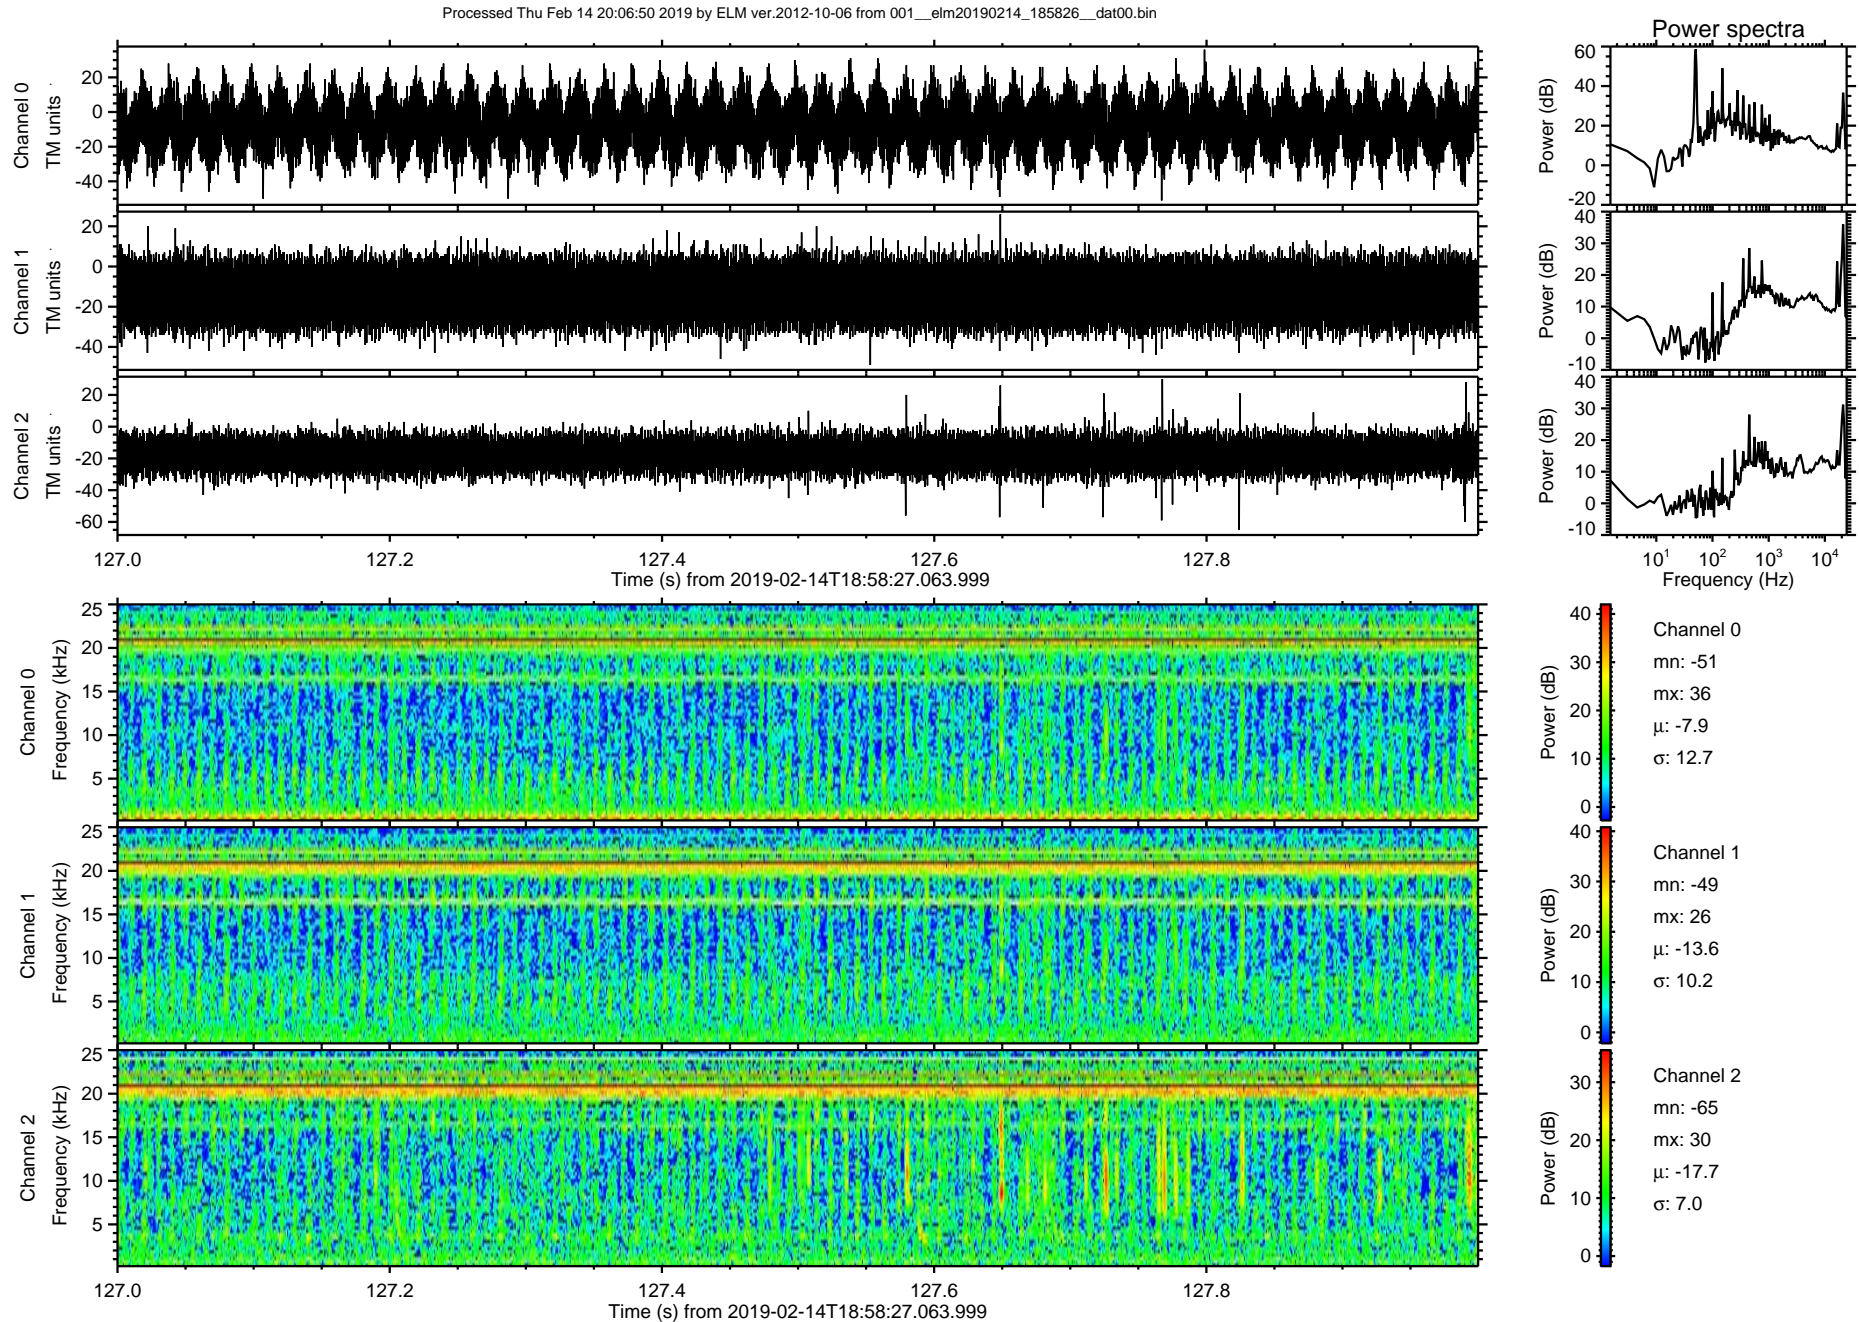 Processed Thu Feb 14 20:06:50 2019 by ELM ver.2012-10-06 from 001__elm20190214_185826__dat00.bin
Power spectra
Channel 0
TM units
20
0
-20
-40
Power (dB)
60
40
20
0
-20
Channel 1
TM units
20
0
-20
-40
Power (dB)
40
30
20
10
0
-10
Channel 2
TM units
20
0
-20
-40
-60
Power (dB)
40
30
20
10
0
-10
127.0 127.2 127.4 127.6 127.8
Time (s) from 2019-02-14T18:58:27.063.999
10^1 10^2 10^3 10^4
Frequency (Hz)
Channel 0
Frequency (kHz)
25
20
15
10
5
Power (dB)
40
30
20
10
0
Channel 0
mn: -51
mx: 36
μ: -7.9
σ: 12.7
Channel 1
Frequency (kHz)
25
20
15
10
5
Power (dB)
40
30
20
10
0
Channel 1
mn: -49
mx: 26
μ: -13.6
σ: 10.2
Channel 2
Frequency (kHz)
25
20
15
10
5
Power (dB)
30
20
10
0
Channel 2
mn: -65
mx: 30
μ: -17.7
σ: 7.0
127.0 127.2 127.4 127.6 127.8
Time (s) from 2019-02-14T18:58:27.063.999